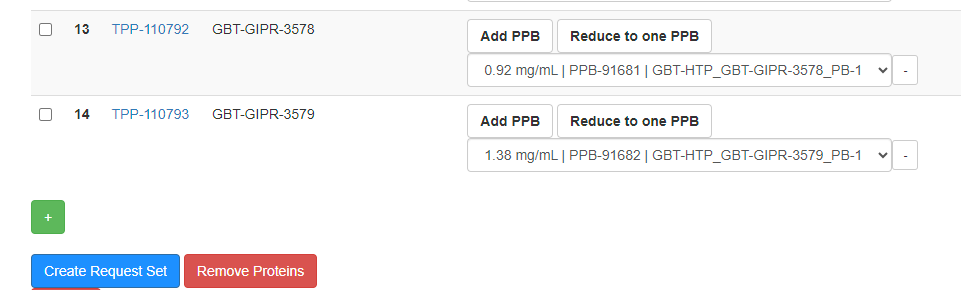 13 TPP-110792 GBT-GIPR-3578 Add PPB Reduce to one PPB
0.92 mg/mL | PPB-91681 | GBT-HTP_GBT-GIPR-3578_PB-1 -
14 TPP-110793 GBT-GIPR-3579 Add PPB Reduce to one PPB
1.38 mg/mL | PPB-91682 | GBT-HTP_GBT-GIPR-3579_PB-1 -
+
Create Request Set Remove Proteins